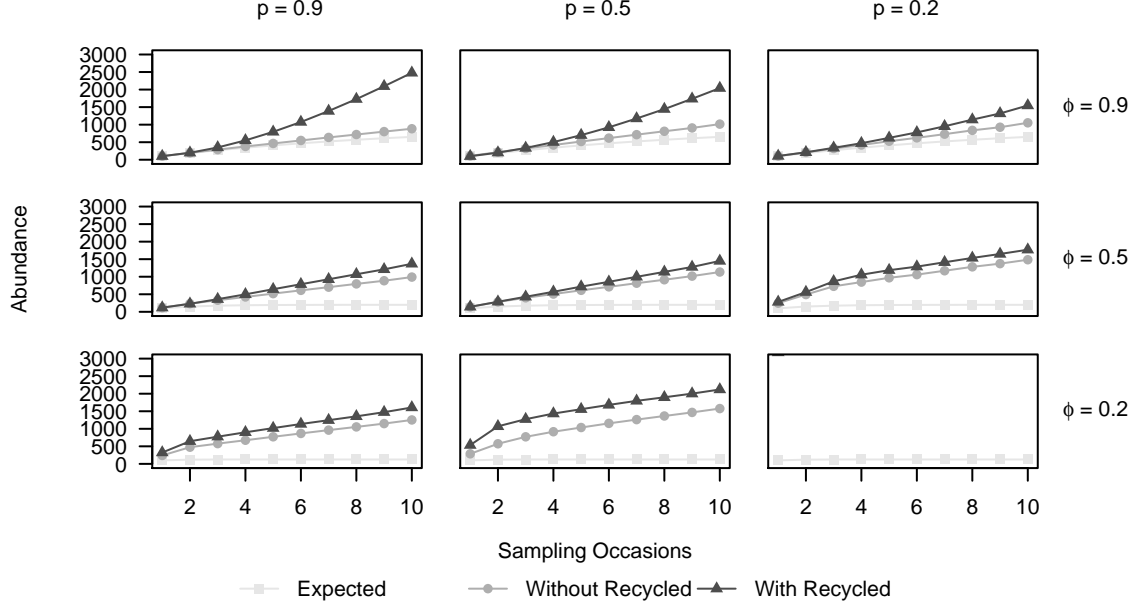 p = 0.9 p = 0.5 p = 0.2
3000
2500
2000
1500
1000
500
0
ϕ = 0.9
3000
2500
2000
1500
1000
500
0
ϕ = 0.5
Abundance
3000
2500
2000
1500
1000
500
0
ϕ = 0.2
2 4 6 8 10 2 4 6 8 10 2 4 6 8 10
Sampling Occasions
Expected Without Recycled With Recycled